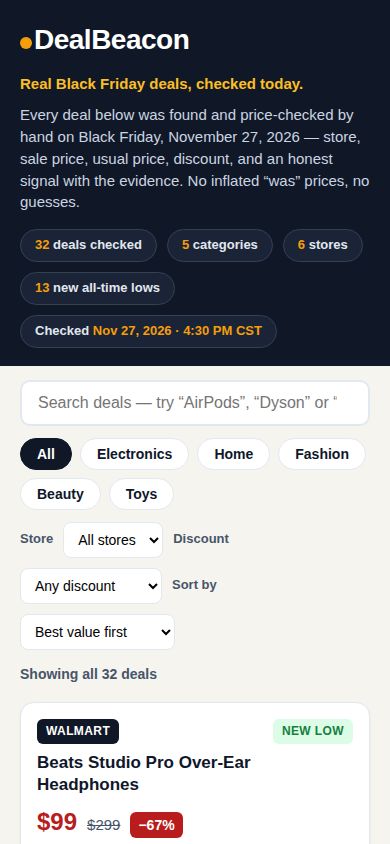 DealBeacon
Real Black Friday deals, checked today.
Every deal below was found and price-checked by
hand on Black Friday, November 27, 2026 — store,
sale price, usual price, discount, and an honest
signal with the evidence. No inflated “was” prices, no
guesses.
32 deals checked 5 categories 6 stores
13 new all-time lows
Checked Nov 27, 2026 · 4:30 PM CST
Search deals — try “AirPods”, “Dyson” or “
All Electronics Home Fashion
Beauty Toys
Store All stores Discount
Any discount Sort by
Best value first
Showing all 32 deals
WALMART NEW LOW
Beats Studio Pro Over-Ear
Headphones
$99 $299 −67%